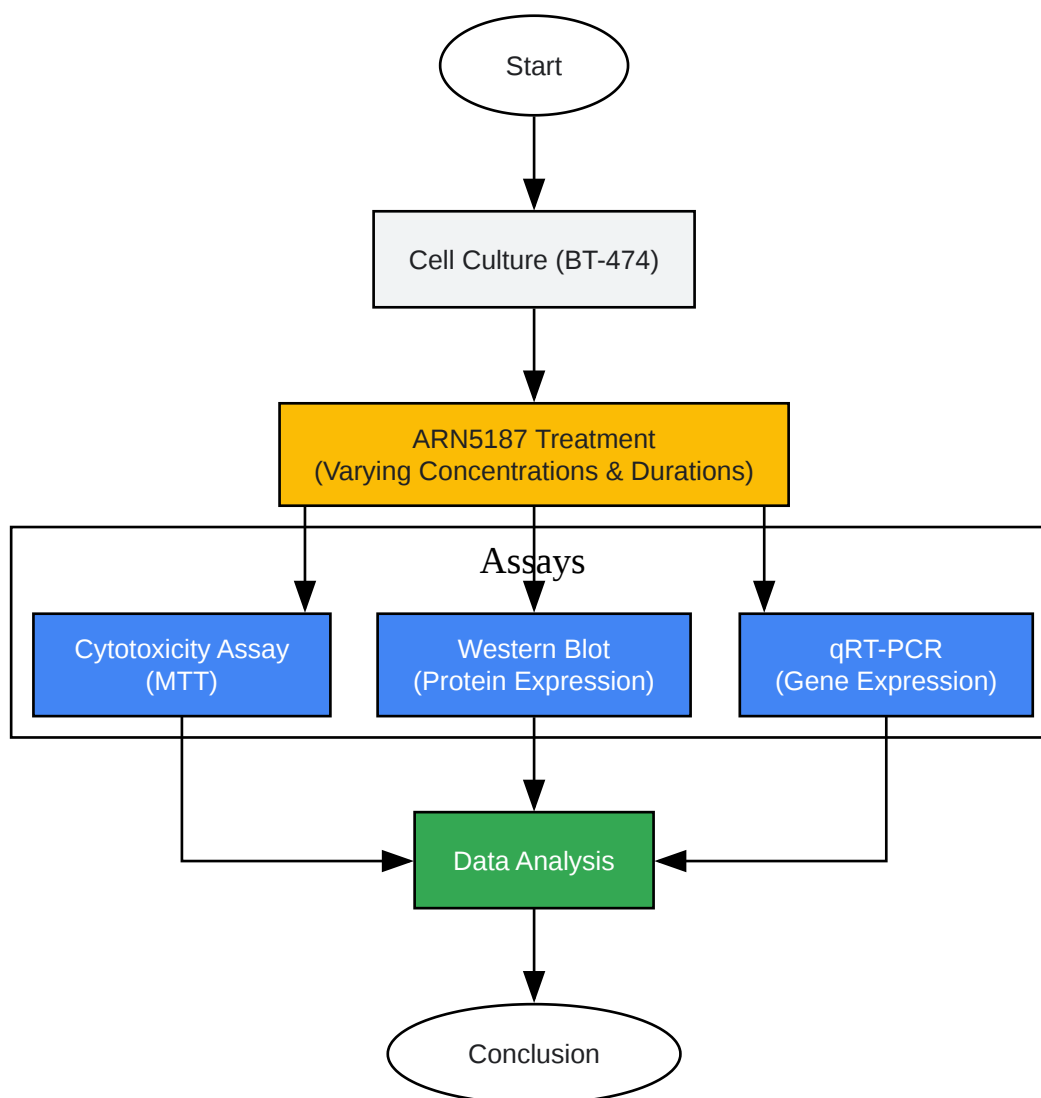 Start
Cell Culture (BT-474)
ARN5187 Treatment
(Varying Concentrations & Durations)
Assays
Cytotoxicity Assay
(MTT)
Western Blot
(Protein Expression)
qRT-PCR
(Gene Expression)
Data Analysis
Conclusion